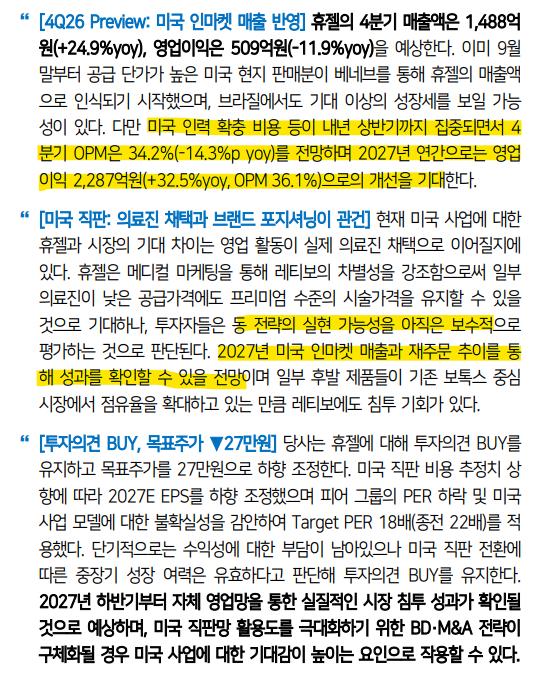 “ [4Q26 Preview: 미국 인마켓 매출 반영] 휴젤의 4분기 매출액은 1,488억
원(+24.9%yoy), 영업이익은 509억원(-11.9%yoy)을 예상한다. 이미 9월
말부터 공급 단가가 높은 미국 현지 판매분이 베네브를 통해 휴젤의 매출액
으로 인식되기 시작했으며, 브라질에서도 기대 이상의 성장세를 보일 가능
성이 있다. 다만 미국 인력 확충 비용 등이 내년 상반기까지 집중되면서 4
분기 OPM은 34.2%(-14.3%p yoy)를 전망하며 2027년 연간으로는 영업
이익 2,287억원(+32.5%yoy, OPM 36.1%)으로의 개선을 기대한다.
“ [미국 직판: 의료진 채택과 브랜드 포지셔닝이 관건] 현재 미국 사업에 대한
휴젤과 시장의 기대 차이는 영업 활동이 실제 의료진 채택으로 이어질지에
있다. 휴젤은 메디컬 마케팅을 통해 레티보의 차별성을 강조함으로써 일부
의료진이 낮은 공급가격에도 프리미엄 수준의 시술가격을 유지할 수 있을
것으로 기대하나, 투자자들은 동 전략의 실현 가능성을 아직은 보수적으로
평가하는 것으로 판단된다. 2027년 미국 인마켓 매출과 재주문 추이를 통
해 성과를 확인할 수 있을 전망이며 일부 후발 제품들이 기존 보톡스 중심
시장에서 점유율을 확대하고 있는 만큼 레티보에도 침투 기회가 있다.
“ [투자의견 BUY, 목표주가 ▼27만원] 당사는 휴젤에 대해 투자의견 BUY를
유지하고 목표주가를 27만원으로 하향 조정한다. 미국 직판 비용 추정치 상
향에 따라 2027E EPS를 하향 조정했으며 피어 그룹의 PER 하락 및 미국
사업 모델에 대한 불확실성을 감안하여 Target PER 18배(종전 22배)를 적
용했다. 단기적으로는 수익성에 대한 부담이 남아있으나 미국 직판 전환에
따른 중장기 성장 여력은 유효하다고 판단해 투자의견 BUY를 유지한다.
2027년 하반기부터 자체 영업망을 통한 실질적인 시장 침투 성과가 확인될
것으로 예상하며, 미국 직판망 활용도를 극대화하기 위한 BD·M&A 전략이
구체화될 경우 미국 사업에 대한 기대감이 높이는 요인으로 작용할 수 있다.